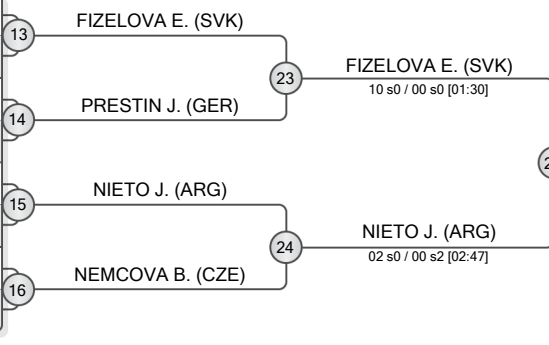 FIZELOVA E. (SVK)
13
23
FIZELOVA E. (SVK)
10 s0 / 00 s0 [01:30]
PRESTIN J. (GER)
14
NIETO J. (ARG)
15
24
NIETO J. (ARG)
02 s0 / 00 s2 [02:47]
NEMCOVA B. (CZE)
16